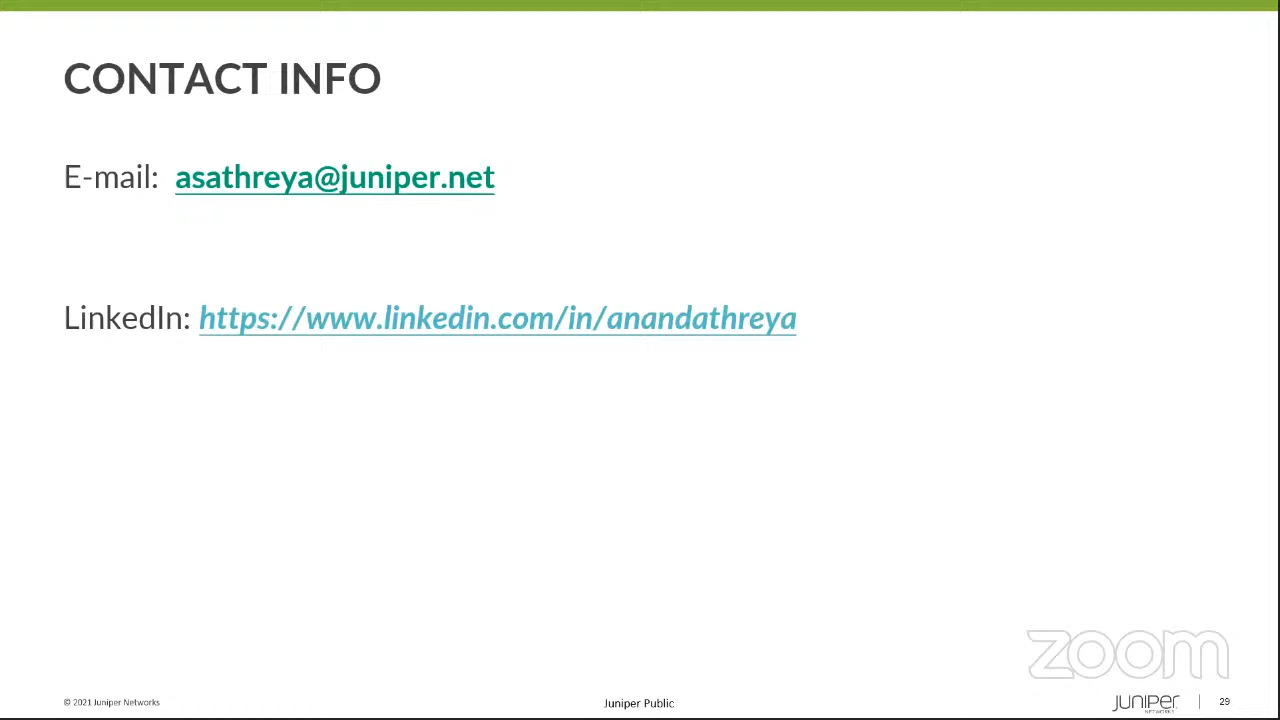 CONTACT INFO
E-mail: asathreya@juniper.net
LinkedIn: https://www.linkedin.com/in/anandathreya
zoom
© 2021 Juniper Networks
Juniper Public
JUNIPER
NETWORKS
29